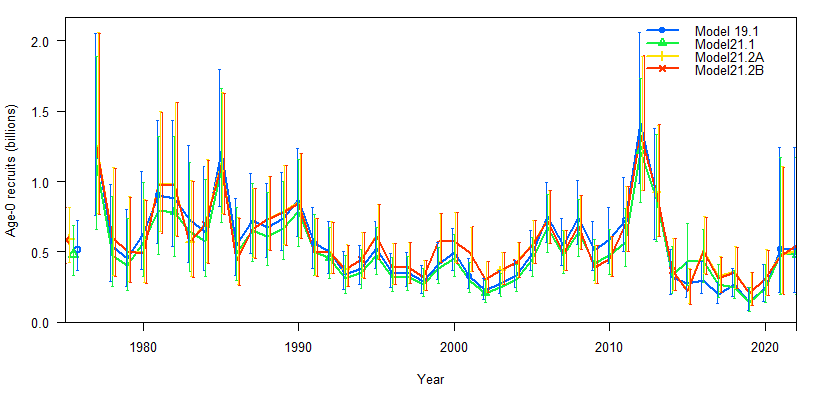 2.0
1.5
1.0
0.5
0.0
Age-0 recruits (billions)
Model 19.1
Model21.1
Model21.2A
Model21.2B
1980
1990
2000
2010
2020
Year